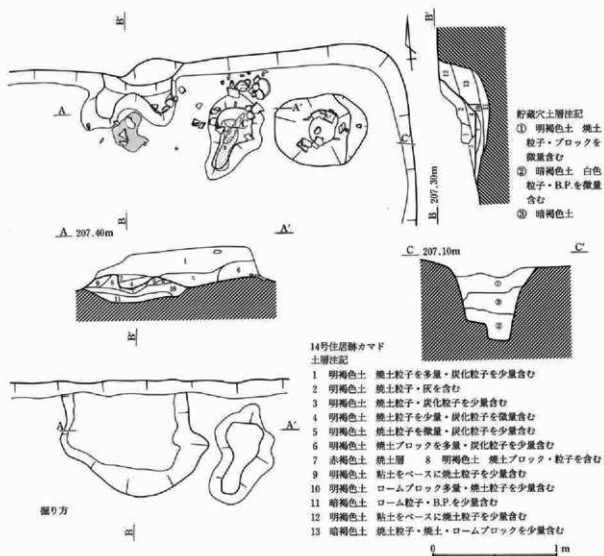 B'
A
A'
C'
B
B'
B 207.30m
貯蔵穴土層注記
① 明褐色土 焼土
粒子・ブロックを
微量含む
② 暗褐色土 白色
粒子・B.P.を微量
含む
③ 暗褐色土
A 207.40m
A'
C 207.10m
C'
B'
14号住居跡カマド
土層注記
1 明褐色土 焼土粒子を多量・炭化粒子を少量含む
2 明褐色土 焼土粒子・灰を含む
3 明褐色土 焼土粒子・炭化粒子を少量含む
4 明褐色土 焼土粒子を少量・炭化粒子を微量含む
5 明褐色土 焼土粒子を微量・炭化粒子を少量含む
6 明褐色土 焼土ブロックを多量・炭化粒子を少量含む
7 赤褐色土 焼土層 8 明褐色土 焼土ブロック・粒子を含む
9 明褐色土 粘土をベースに焼土粒子を少量含む
10 明褐色土 ロームブロック多量・焼土粒子を少量含む
11 暗褐色土 ローム粒子・B.P.を少量含む
12 明褐色土 粘土をベースに焼土粒子を少量含む
13 暗褐色土 焼土粒子・焼土・ロームブロックを少量含む
A
A'
掘り方
B
0 1m